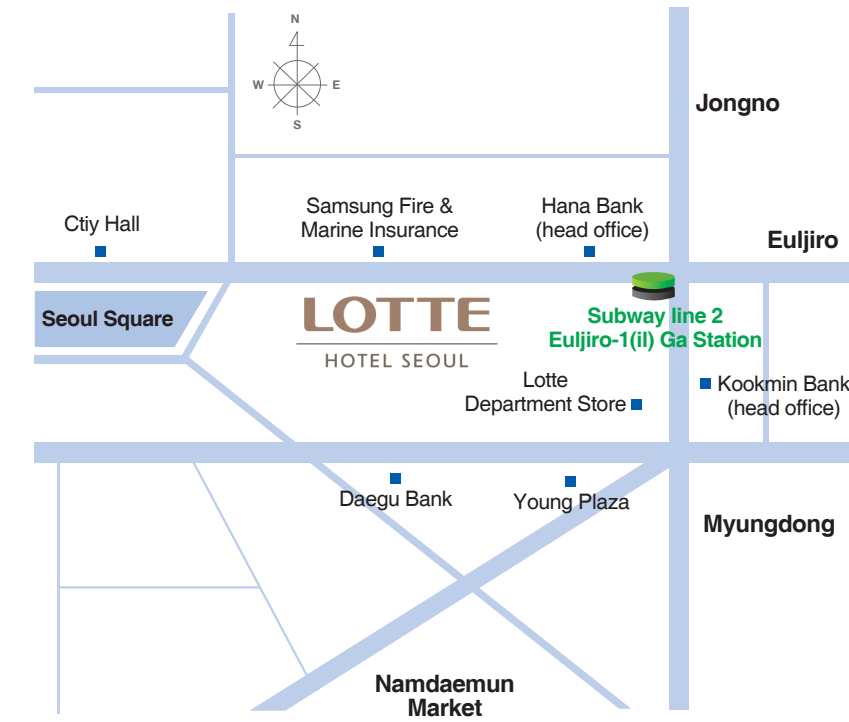 N
W
E
S
Jongno
Ctiy Hall
Samsung Fire &
Marine Insurance
Hana Bank
(head office)
Euljiro
Seoul Square
LOTTE
HOTEL SEOUL
Subway line 2
Euljiro-1(il) Ga Station
Lotte
Department Store
Kookmin Bank
(head office)
Daegu Bank
Young Plaza
Myungdong
Namdaemun
Market